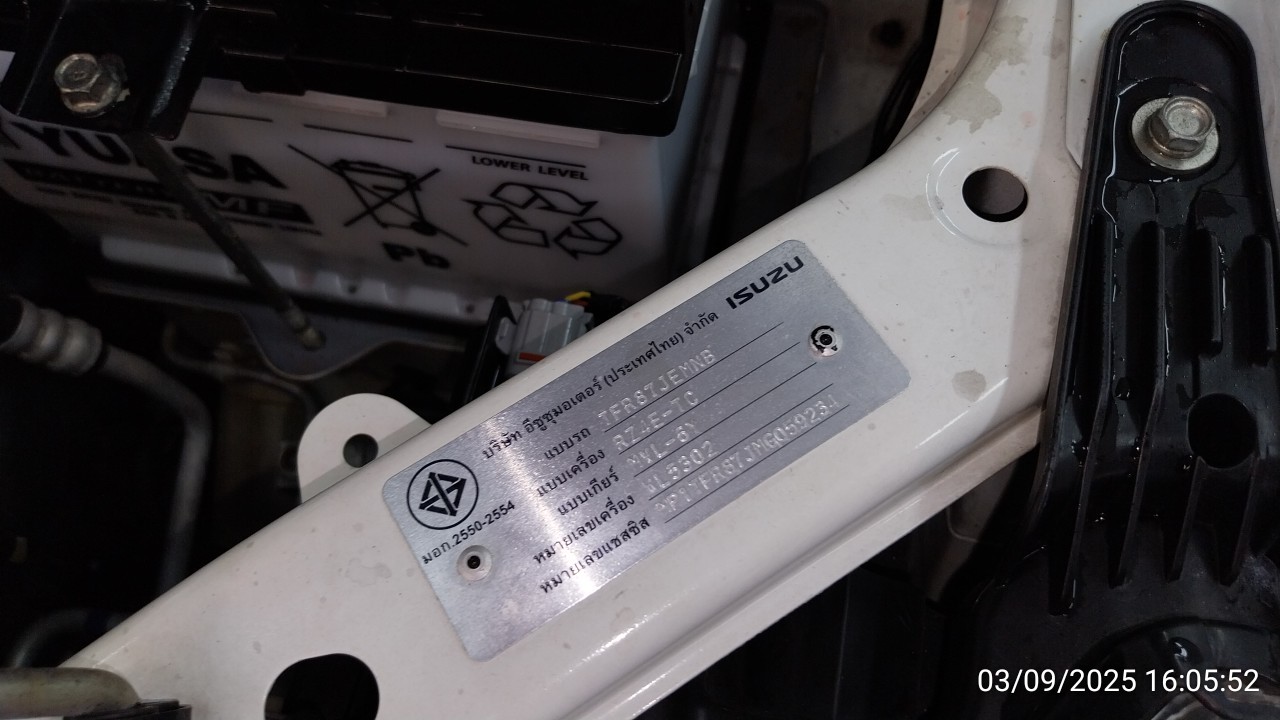 YUASA
LOWER LEVEL
Pb
ISUZU
บริษัท อีซูซุมอเตอร์ (ประเทศไทย) จำกัด
แบบรถ TFR87JEMNB
แบบเครื่อง RZ4E-TC
แบบเกียร์ MVL-6Y
หมายเลขเครื่อง
หมายเลขแชสซีส
มอก.2550-2554
03/09/2025 16:05:52